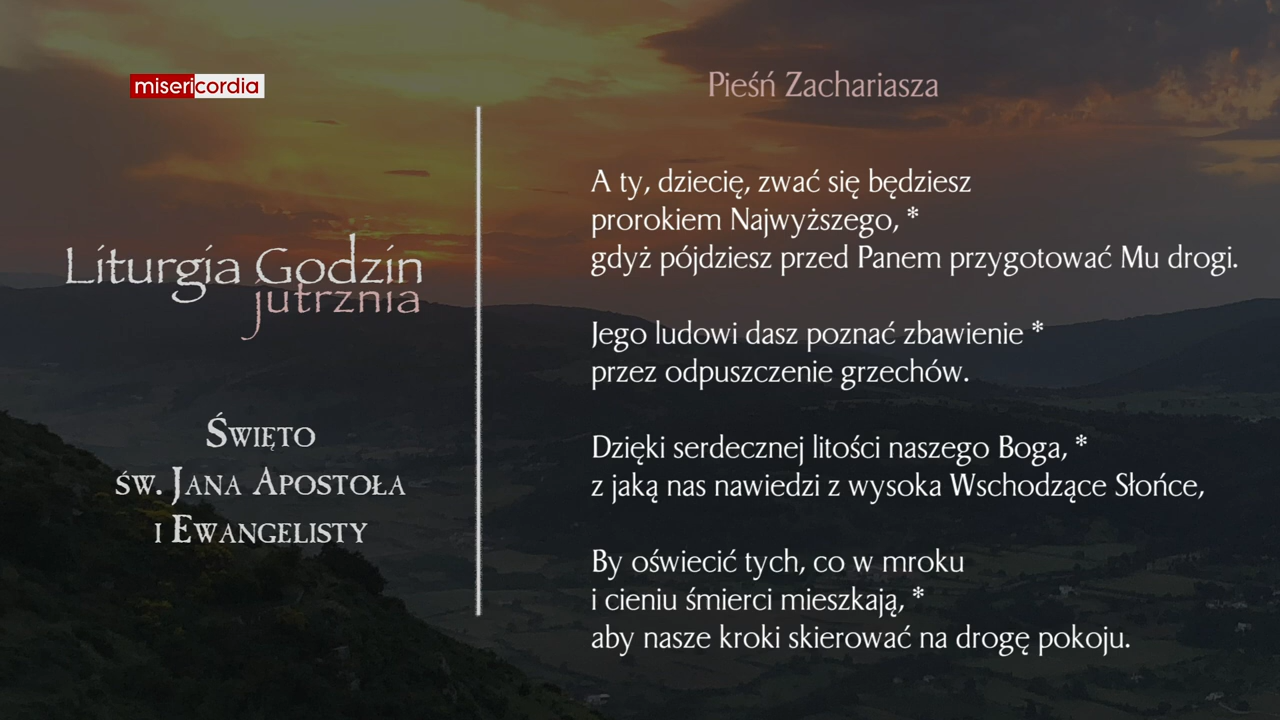 misericordia
Liturgia Godzin
jutrznia
Święto
św. Jana Apostoła
i Ewangelisty
Pieśń Zachariasza
A ty, dziecię, zwać się będziesz
prorokiem Najwyższego, *
gdyż pójdziesz przed Panem przygotować Mu drogi.
Jego ludowi dasz poznać zbawienie *
przez odpuszczenie grzechów.
Dzięki serdecznej litości naszego Boga, *
z jaką nas nawiedzi z wysoka Wschodzące Słońce,
By oświecić tych, co w mroku
i cieniu śmierci mieszkają, *
aby nasze kroki skierować na drogę pokoju.